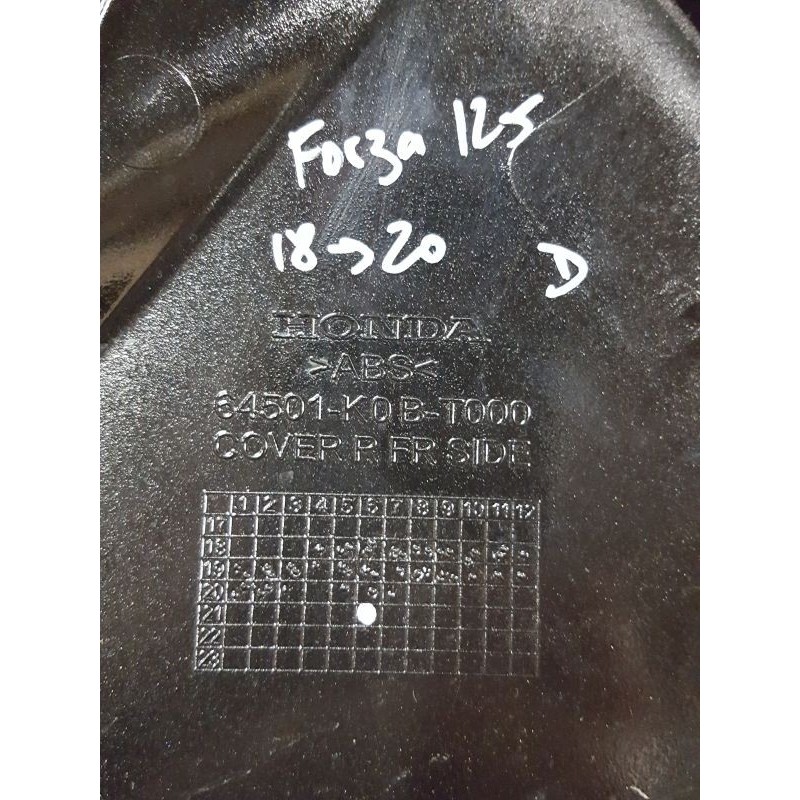 Forza 125
18→20 D
HONDA
>ABS<
64501-K0B-T000
COVER R FR SIDE
1 2 3 4 5 6 7 8 9 10 11 12
17
18
19
20
21
22
23